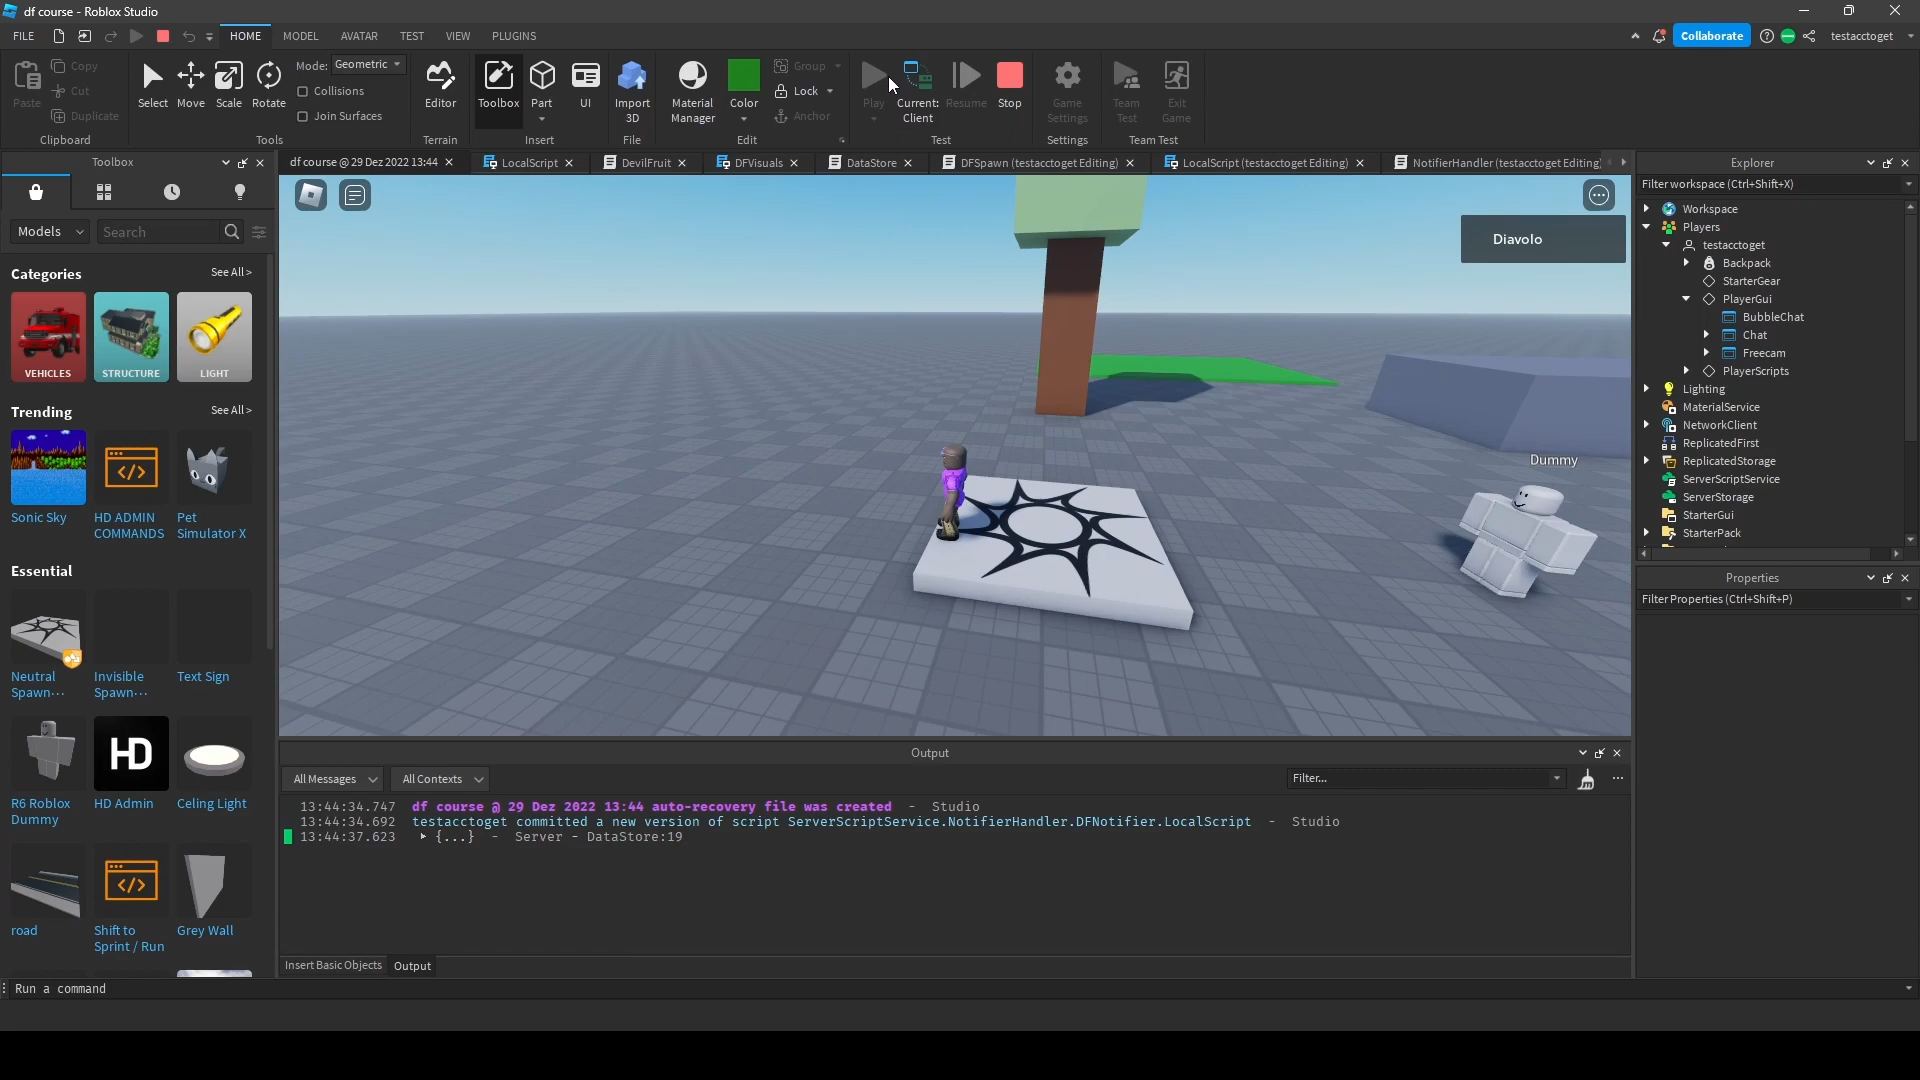 df course - Roblox Studio
FILE
HOME
MODEL
AVATAR
TEST
VIEW
PLUGINS
Collaborate
testacctoget
Paste
Copy
Cut
Duplicate
Clipboard
Select
Move
Scale
Rotate
Mode: Geometric
Collisions
Join Surfaces
Tools
Editor
Terrain
Toolbox
Part
UI
Insert
Import
3D
File
Material
Manager
Color
Group
Lock
Anchor
Edit
Play
Current:
Client
Resume
Stop
Test
Game
Settings
Settings
Team
Test
Exit
Game
Team Test
Toolbox
df course @ 29 Dez 2022 13:44
LocalScript
DevilFruit
DFVisuals
DataStore
DFSpawn (testacctoget Editing)
LocalScript (testacctoget Editing)
NotifierHandler (testacctoget Editing)
Models
Search
Categories
See All >
VEHICLES
STRUCTURE
LIGHT
Trending
See All >
Sonic Sky
HD ADMIN
COMMANDS
Pet
Simulator X
Essential
Neutral
Spawn...
Invisible
Spawn...
Text Sign
R6 Roblox
Dummy
HD
HD Admin
Celing Light
road
Shift to
Sprint / Run
Grey Wall
Diavolo
Dummy
Explorer
Filter workspace (Ctrl+Shift+X)
Workspace
Players
testacctoget
Backpack
StarterGear
PlayerGui
BubbleChat
Chat
Freecam
PlayerScripts
Lighting
MaterialService
NetworkClient
ReplicatedFirst
ReplicatedStorage
ServerScriptService
ServerStorage
StarterGui
StarterPack
Properties
Filter Properties (Ctrl+Shift+P)
Output
All Messages
All Contexts
Filter...
13:44:34.747 df course @ 29 Dez 2022 13:44 auto-recovery file was created - Studio
13:44:34.692 testacctoget committed a new version of script ServerScriptService.NotifierHandler.DFNotifier.LocalScript - Studio
13:44:37.623 ▶ {...} - Server - DataStore:19
Insert Basic Objects
Output
Run a command